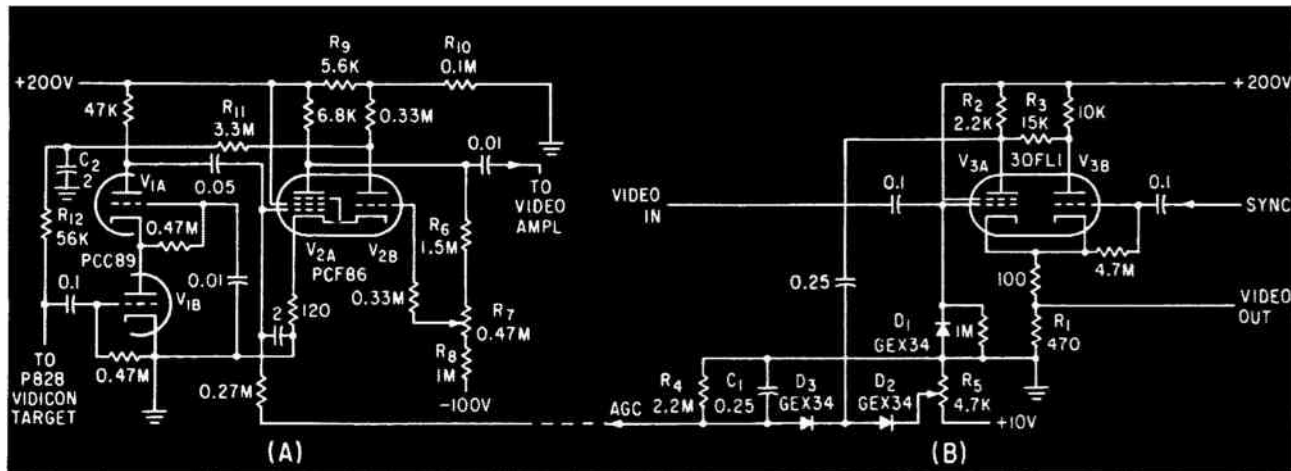 R9
5.6K
R10
0.1M
+200V
47K
R11
3.3M
6.8K
0.33M
C2
2
V1A
0.05
0.01
TO
VIDEO
AMPL
R12
56K
0.47M
PCC89
V2A
V2B
PCF86
R6
1.5M
0.1
V1B
0.01
0.33M
2
120
R7
0.47M
TO
P828
VIDICON
TARGET
0.47M
0.27M
R8
1M
-100V
(A)
+200V
R2
2.2K
R3
15K
10K
V3A
30FL1
V3B
VIDEO
IN
0.1
0.1
SYNC
4.7M
0.25
100
VIDEO
OUT
D1
GEX34
1M
R1
470
R4
2.2M
C1
0.25
D3
GEX34
D2
GEX34
R5
4.7K
AGC
+10V
(B)